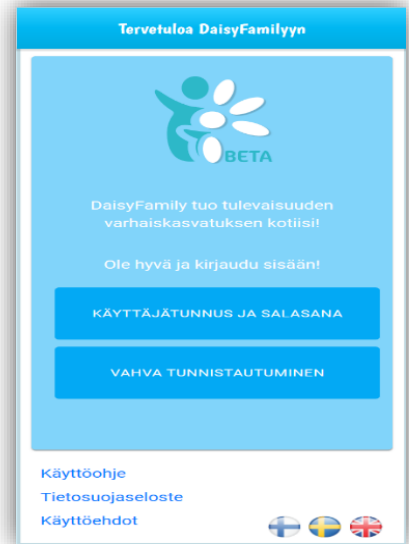 Tervetuloa DaisyFamilyyn
BETA
DaisyFamily tuo tulevaisuuden
varhaiskasvatuksen kotiisi!
Ole hyvä ja kirjaudu sisään!
KÄYTTÄJÄTUNNUS JA SALASANA
VAHVA TUNNISTAUTUMINEN
Käyttöohje
Tietosuojaseloste
Käyttöehdot